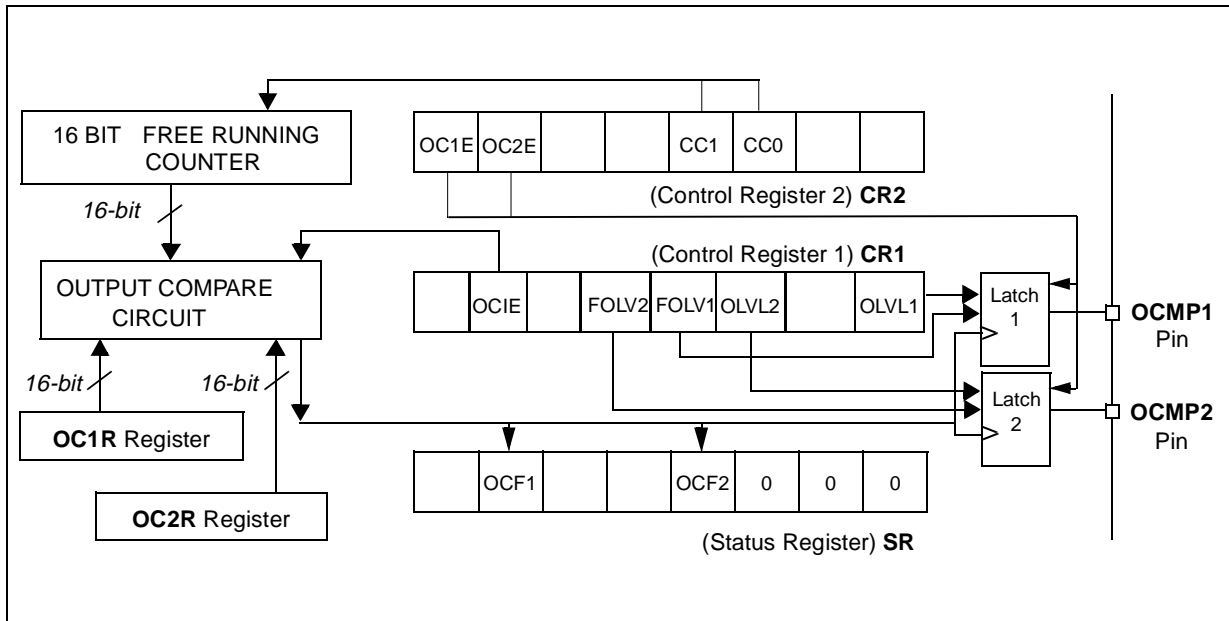 16 BIT FREE RUNNING
COUNTER
16-bit
OUTPUT COMPARE
CIRCUIT
16-bit
16-bit
OC1R Register
OC2R Register
OC1E OC2E CC1 CC0
(Control Register 2) CR2
(Control Register 1) CR1
OCIE FOLV2 FOLV1 OLVL2 OLVL1
OCF1 OCF2 0 0 0
(Status Register) SR
Latch
1
Latch
2
OCMP1
Pin
OCMP2
Pin